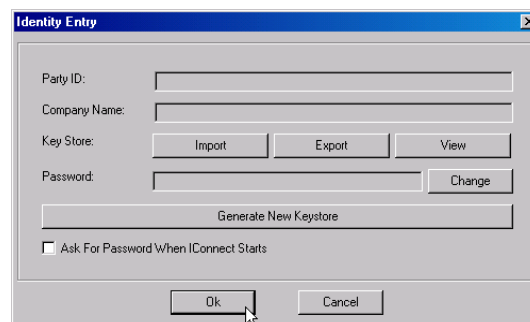 Identity Entry
Party ID:
Company Name:
Key Store: Import Export View
Password: Change
Generate New Keystore
Ask For Password When IConnect Starts
Ok Cancel